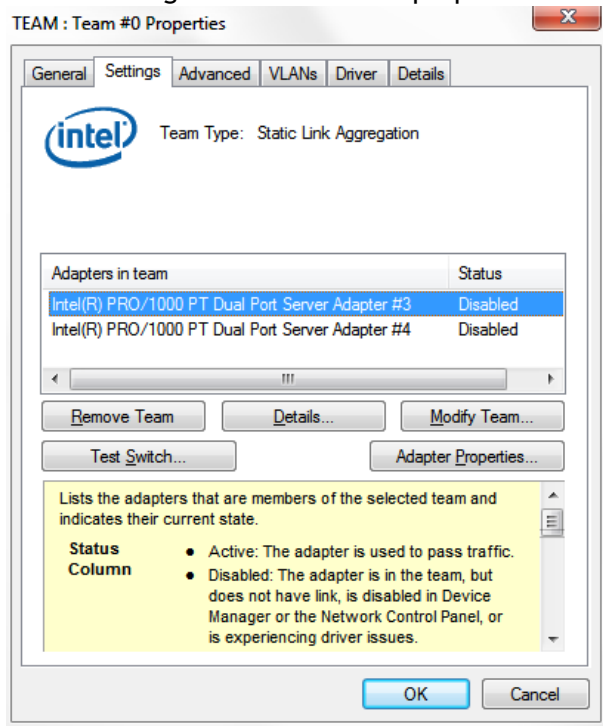 TEAM : Team #0 Properties
General Settings Advanced VLANs Driver Details
intel Team Type: Static Link Aggregation
Adapters in team Status
Intel(R) PRO/1000 PT Dual Port Server Adapter #3 Disabled
Intel(R) PRO/1000 PT Dual Port Server Adapter #4 Disabled
Remove Team Details... Modify Team...
Test Switch... Adapter Properties...
Lists the adapters that are members of the selected team and
indicates their current state.
Status Column
• Active: The adapter is used to pass traffic.
• Disabled: The adapter is in the team, but
does not have link, is disabled in Device
Manager or the Network Control Panel, or
is experiencing driver issues.
OK Cancel